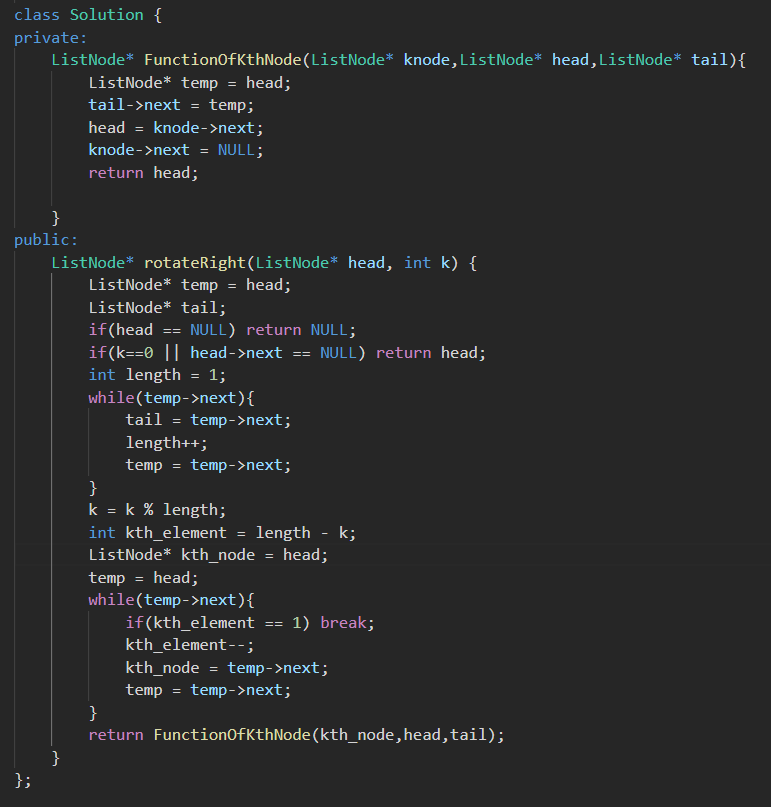 class Solution {
private:
    ListNode* FunctionOfKthNode(ListNode* knode,ListNode* head,ListNode* tail){
        ListNode* temp = head;
        tail->next = temp;
        head = knode->next;
        knode->next = NULL;
        return head;

    }
public:
    ListNode* rotateRight(ListNode* head, int k) {
        ListNode* temp = head;
        ListNode* tail;
        if(head == NULL) return NULL;
        if(k==0 || head->next == NULL) return head;
        int length = 1;
        while(temp->next){
            tail = temp->next;
            length++;
            temp = temp->next;
        }
        k = k % length;
        int kth_element = length - k;
        ListNode* kth_node = head;
        temp = head;
        while(temp->next){
            if(kth_element == 1) break;
            kth_element--;
            kth_node = temp->next;
            temp = temp->next;
        }
        return FunctionOfKthNode(kth_node,head,tail);
    }
};